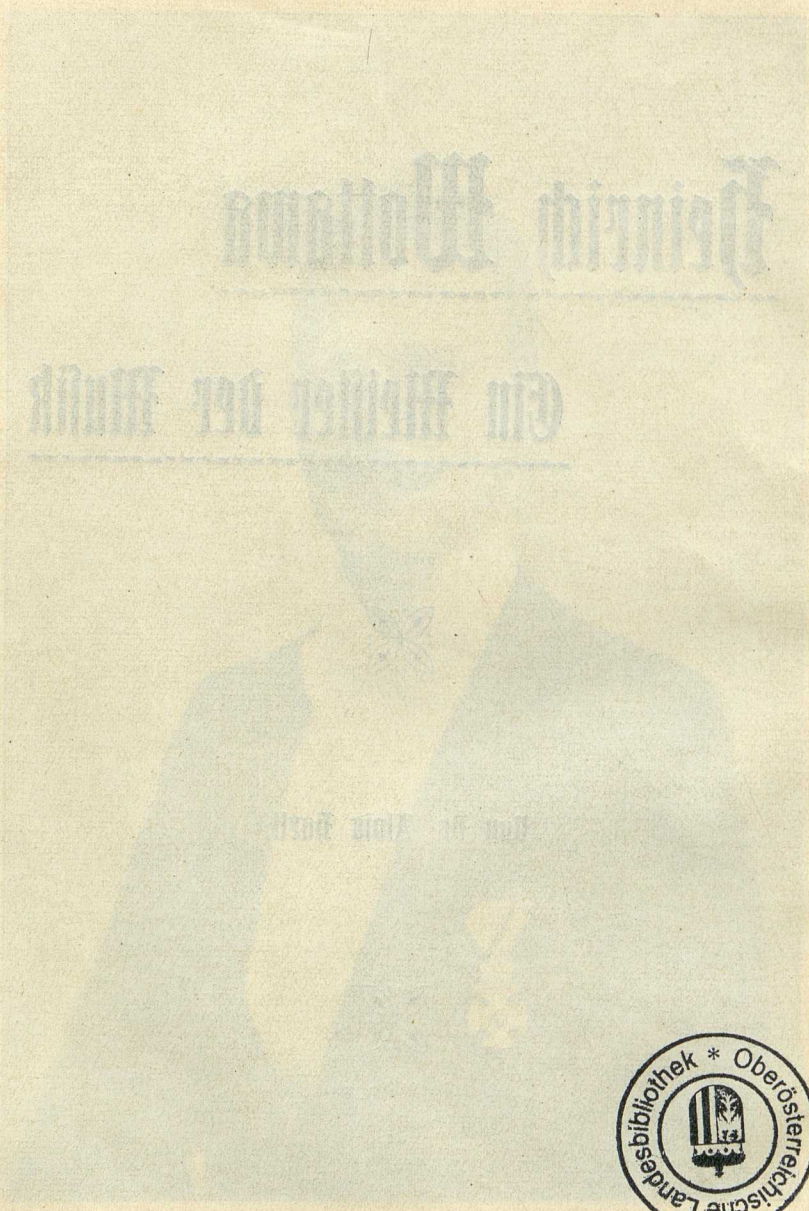 Heinrich Wottawa
Ein Meister der Musik
Von Dr. Alois
Oberösterreichische Landesbibliothek *